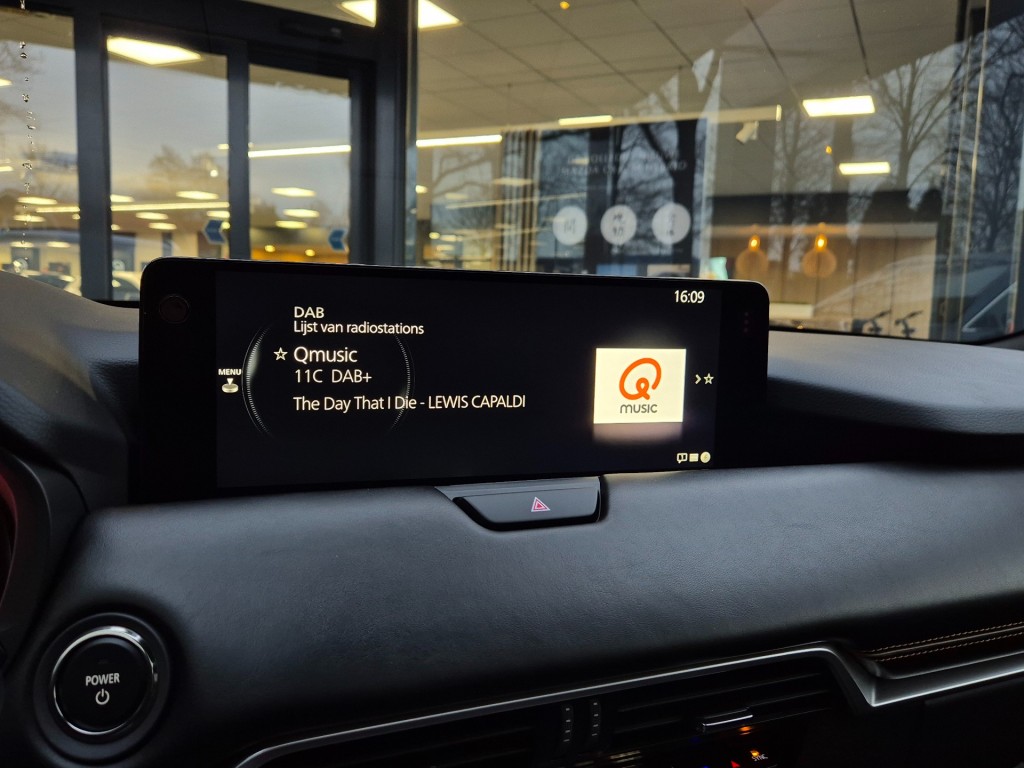 16:09
DAB
Lijst van radiostations
Qmusic
11C DAB+
The Day That I Die - LEWIS CAPALDI
MENU
MUSIC
POWER